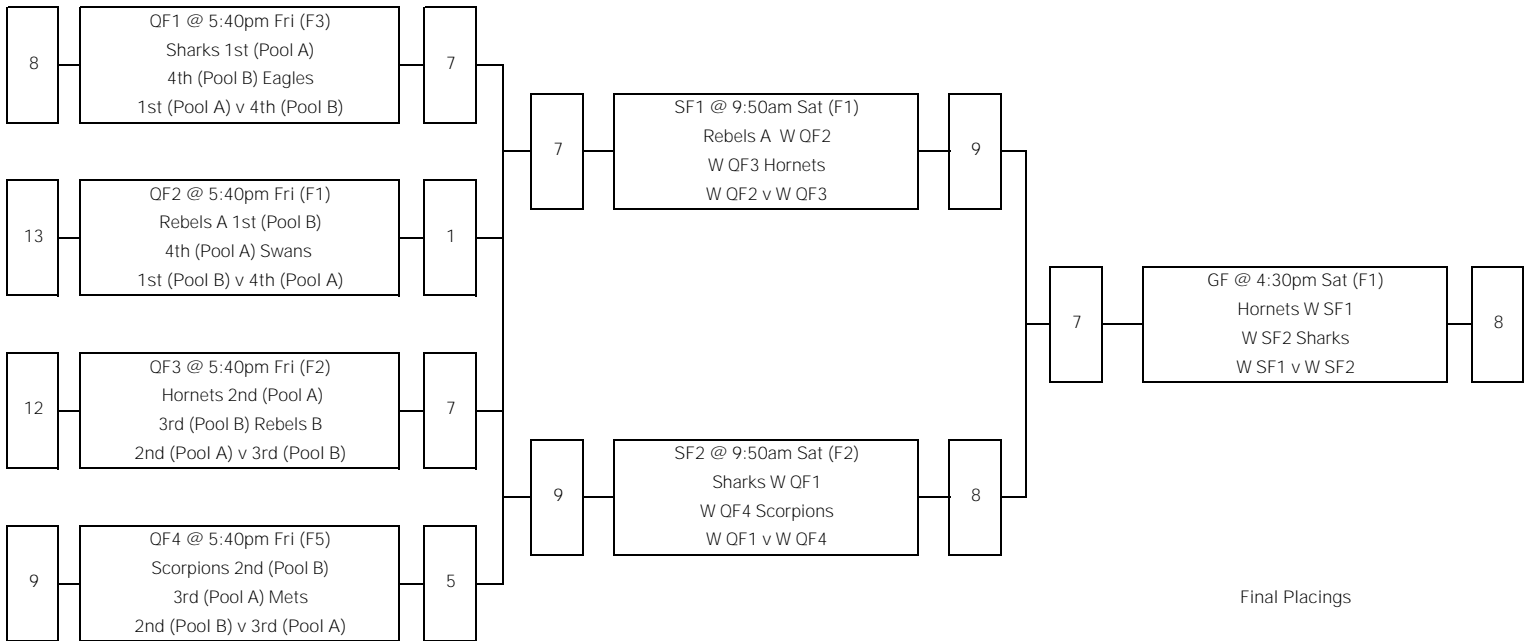 8
QF1 @ 5:40pm Fri (F3)
Sharks 1st (Pool A)
4th (Pool B) Eagles
1st (Pool A) v 4th (Pool B)
7
13
QF2 @ 5:40pm Fri (F1)
Rebels A 1st (Pool B)
4th (Pool A) Swans
1st (Pool B) v 4th (Pool A)
1
12
QF3 @ 5:40pm Fri (F2)
Hornets 2nd (Pool A)
3rd (Pool B) Rebels B
2nd (Pool A) v 3rd (Pool B)
7
9
QF4 @ 5:40pm Fri (F5)
Scorpions 2nd (Pool B)
3rd (Pool A) Mets
2nd (Pool B) v 3rd (Pool A)
5
7
SF1 @ 9:50am Sat (F1)
Rebels A W QF2
W QF3 Hornets
W QF2 v W QF3
9
9
SF2 @ 9:50am Sat (F2)
Sharks W QF1
W QF4 Scorpions
W QF1 v W QF4
8
7
GF @ 4:30pm Sat (F1)
Hornets W SF1
W SF2 Sharks
W SF1 v W SF2
8
Final Placings